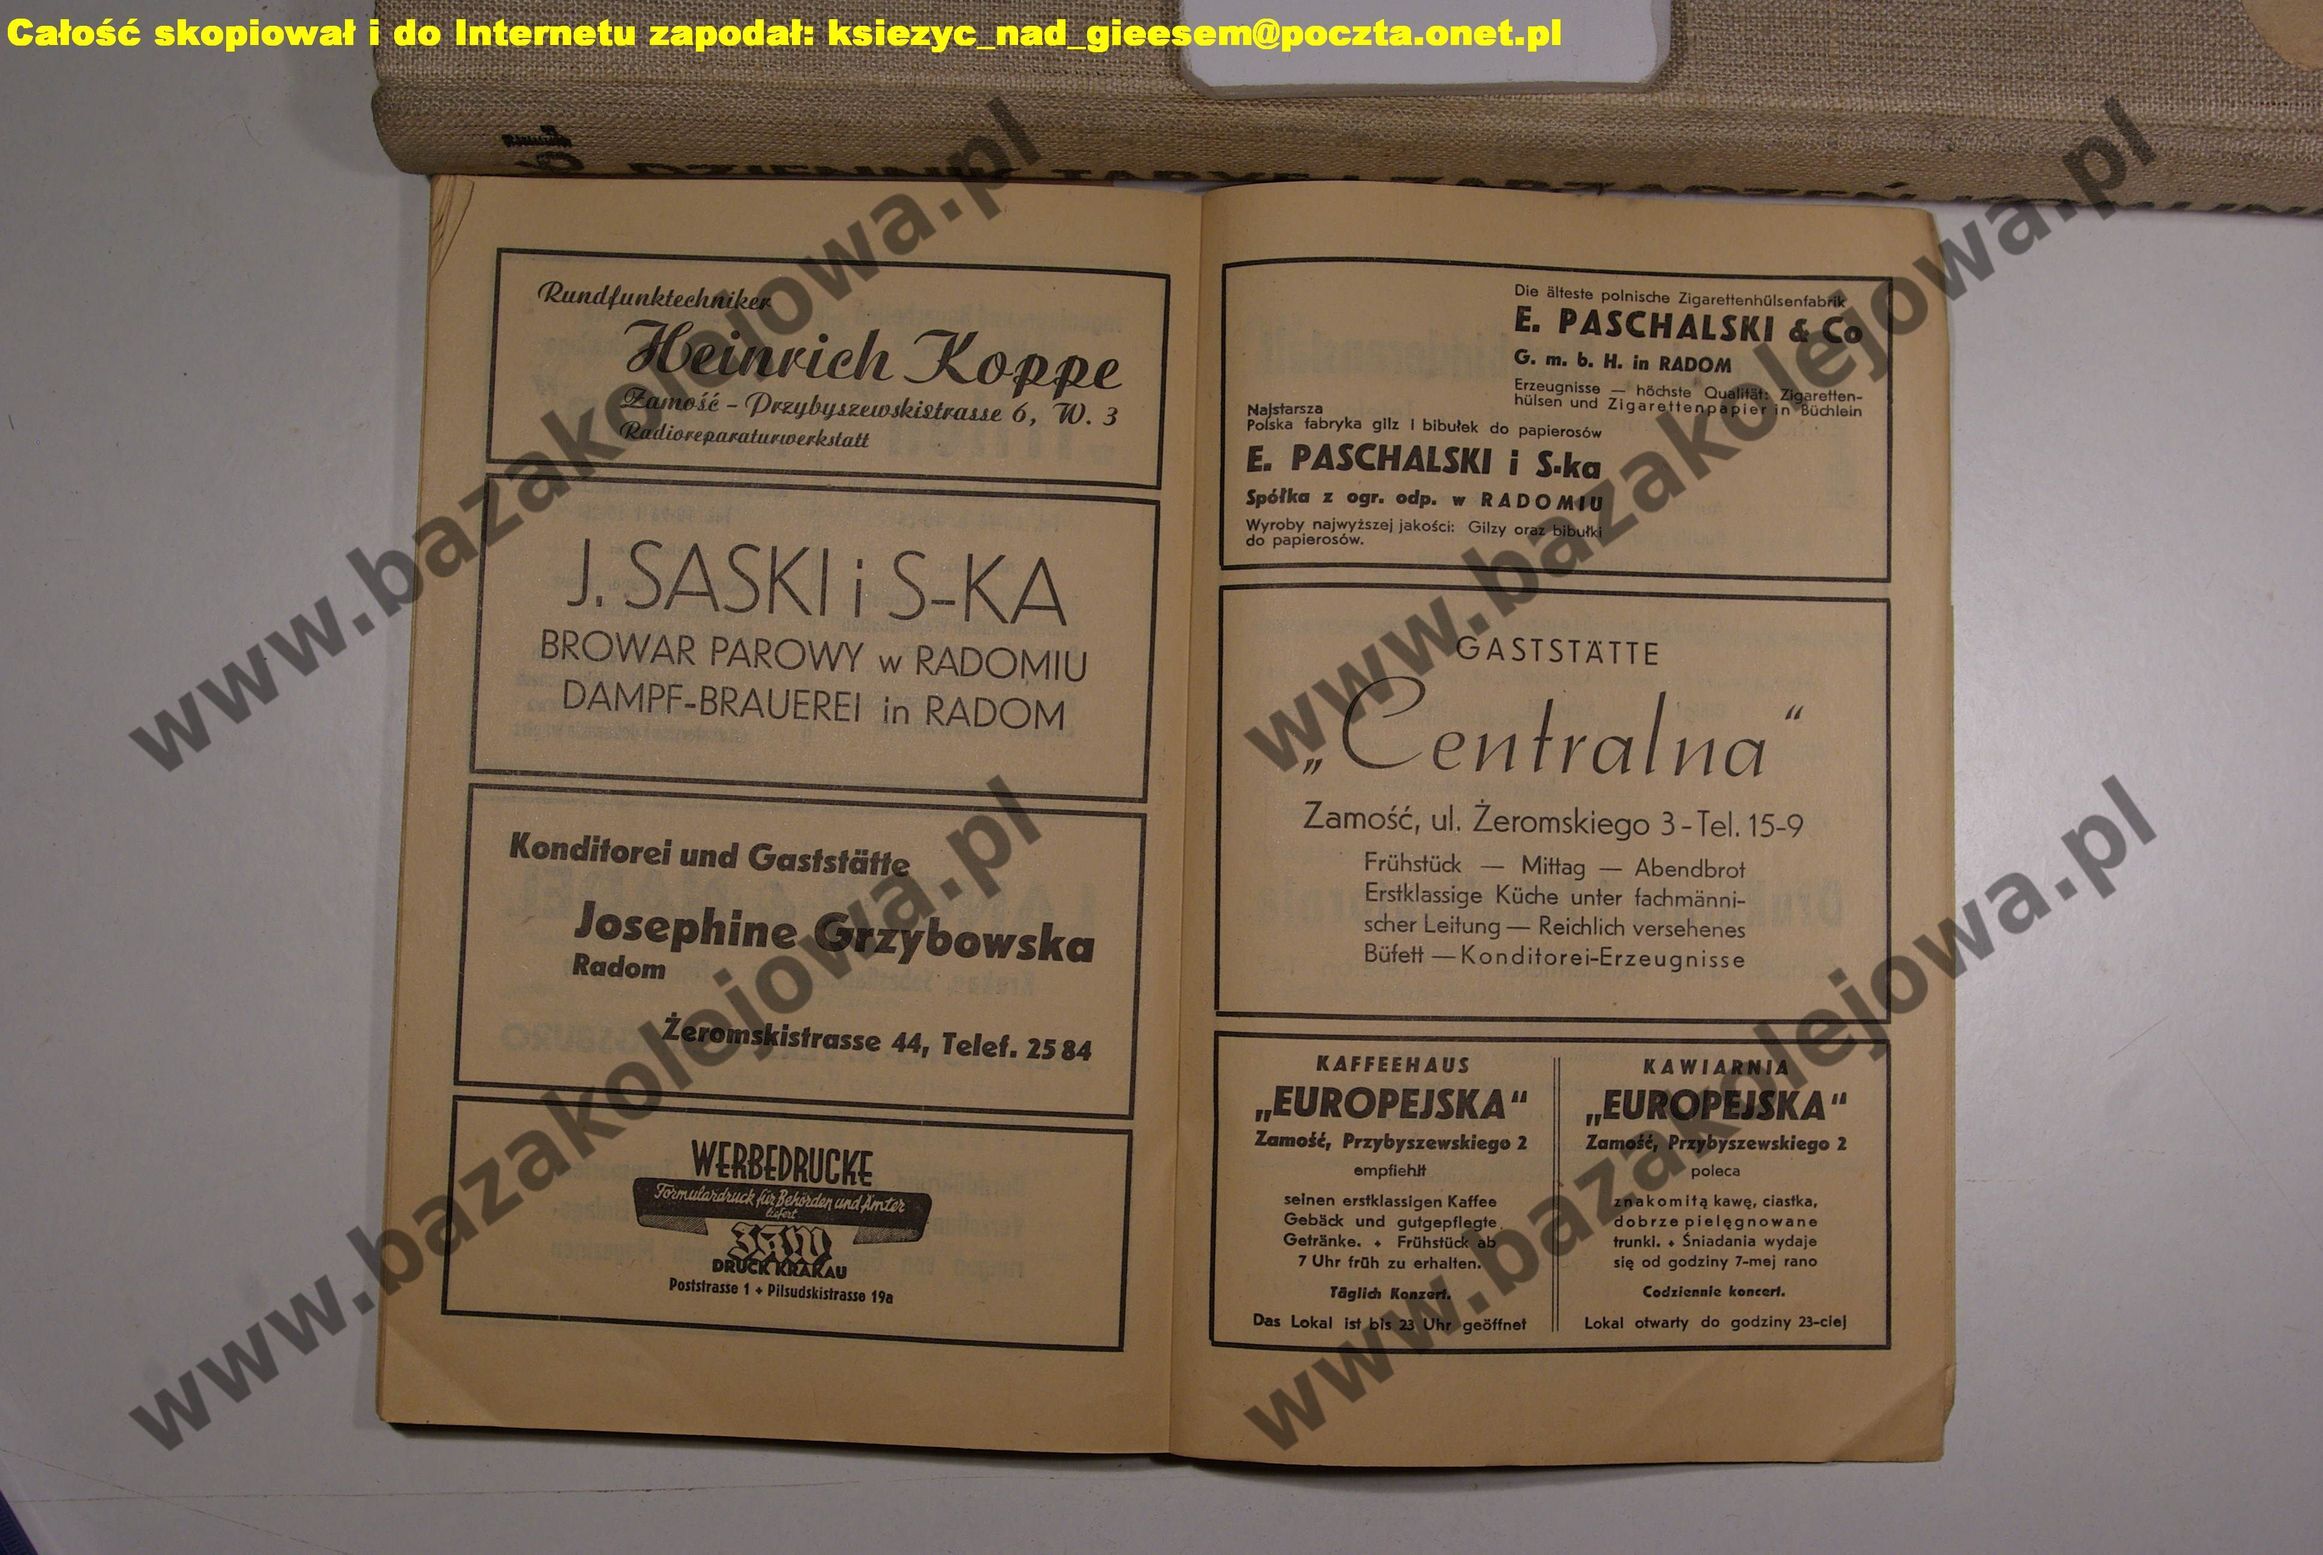 Całość skopiował i do Internetu zapodał: ksiezyc_nad_gieesem@poczta.onet.pl
Rundfunktechniker
Heinrich Koppe
Zamość - Przybyszewskistrasse 6, W. 3
Radioreparaturwerkstatt
J. SASKI i S-KA
BROWAR PAROWY w RADOMIU
DAMPF-BRAUEREI in RADOM
Konditorei und Gaststätte
Josephine Grzybowska
Radom
Żeromskistrasse 44, Telef. 25 84
WERBEDRUCKE
Formulardruck für Behörden und Ämter
liefert
DRUCK KRAKAU
Poststrasse 1 + Pilsudskistrasse 19a
Die älteste polnische Zigarettenhülsenfabrik
E. PASCHALSKI & Co
G. m. b. H. in RADOM
Erzeugnisse — höchste Qualität: Zigaretten-
hülsen und Zigarettenpapier in Büchlein
Najstarsza
Polska fabryka gilz i bibułek do papierosów
E. PASCHALSKI i S-ka
Spółka z ogr. odp. w RADOMIU
Wyroby najwyższej jakości: Gilzy oraz bibułki
do papierosów.
GASTSTÄTTE
„Centralna“
Zamość, ul. Żeromskiego 3 - Tel. 15-9
Frühstück — Mittag — Abendbrot
Erstklassige Küche unter fachmänni-
scher Leitung — Reichlich versehenes
Büfett — Konditorei-Erzeugnisse
KAFFEEHAUS
„EUROPEJSKA“
Zamość, Przybyszewskiego 2
empfiehlt
seinen erstklassigen Kaffee
Gebäck und gutgepflegte
Getränke. + Frühstück ab
7 Uhr früh zu erhalten.
Täglich Konzert.
Das Lokal ist bis 23 Uhr geöffnet
KAWIARNIA
„EUROPEJSKA“
Zamość, Przybyszewskiego 2
poleca
znakomitą kawę, ciastka,
dobrze pielęgnowane
trunki. + Śniadania wydaje
się od godziny 7-mej rano
Codziennie koncert.
Lokal otwarty do godziny 23-ciej
www.bazakolejowa.pl
www.bazakolejowa.pl
www.bazakolejowa.pl
www.bazakolejowa.pl